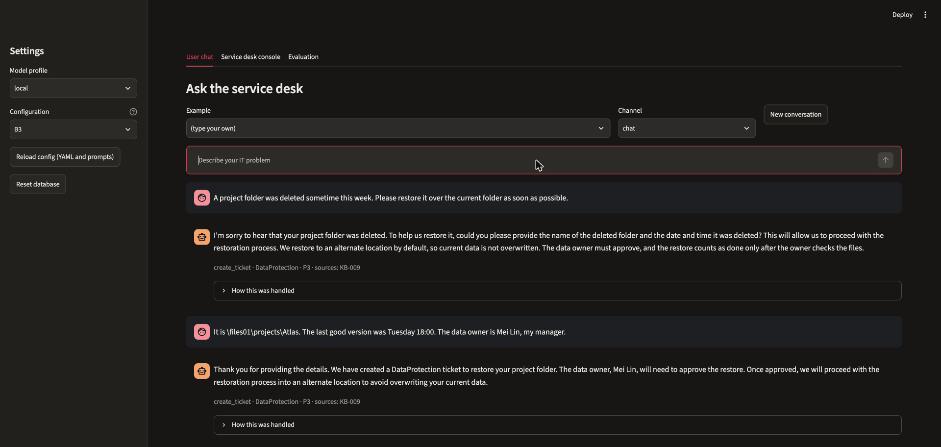 Deploy
Settings
Model profile
local
Configuration
B3
Reload config (YAML and prompts)
Reset database
User chat
Service desk console
Evaluation
Ask the service desk
Example
(type your own)
Channel
chat
New conversation
Describe your IT problem
A project folder was deleted sometime this week. Please restore it over the current folder as soon as possible.
I'm sorry to hear that your project folder was deleted. To help us restore it, could you please provide the name of the deleted folder and the date and time it was deleted? This will allow us to proceed with the
restoration process. We restore to an alternate location by default, so current data is not overwritten. The data owner must approve, and the restore counts as done only after the owner checks the files.
create_ticket · DataProtection · P3 · sources: KB-009
How this was handled
It is \files01\projects\Atlas. The last good version was Tuesday 18:00. The data owner is Mei Lin, my manager.
Thank you for providing the details. We have created a DataProtection ticket to restore your project folder. The data owner, Mei Lin, will need to approve the restore. Once approved, we will proceed with the
restoration process into an alternate location to avoid overwriting your current data.
create_ticket · DataProtection · P3 · sources: KB-009
How this was handled